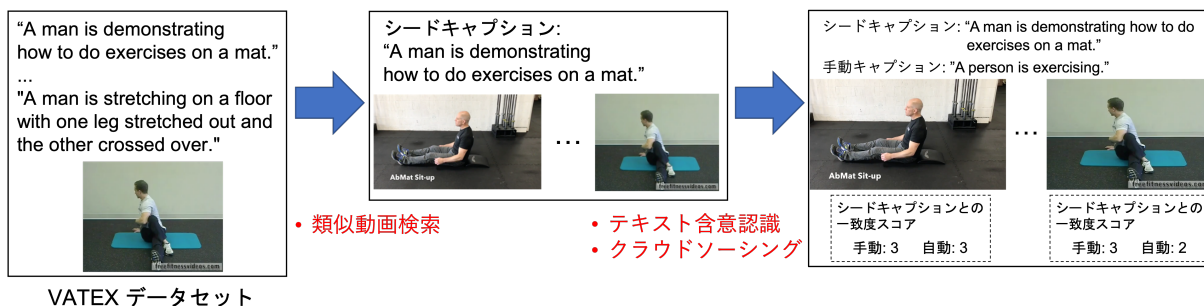 “A man is demonstrating
how to do exercises on a mat.”
...
"A man is stretching on a floor
with one leg stretched out and
the other crossed over."
freefitnessvideos.com
VATEX データセット
• 類似動画検索
シードキャプション:
“A man is demonstrating
how to do exercises on a mat.”
AbMat Sit-up
...
freefitnessvideos.com
• テキスト含意認識
• クラウドソーシング
シードキャプション: “A man is demonstrating how to do
exercises on a mat.”
手動キャプション: ”A person is exercising.”
AbMat Sit-up
...
freefitnessvideos.com
シードキャプションとの
一致度スコア
手動: 3 自動: 3
シードキャプションとの
一致度スコア
手動: 3 自動: 2